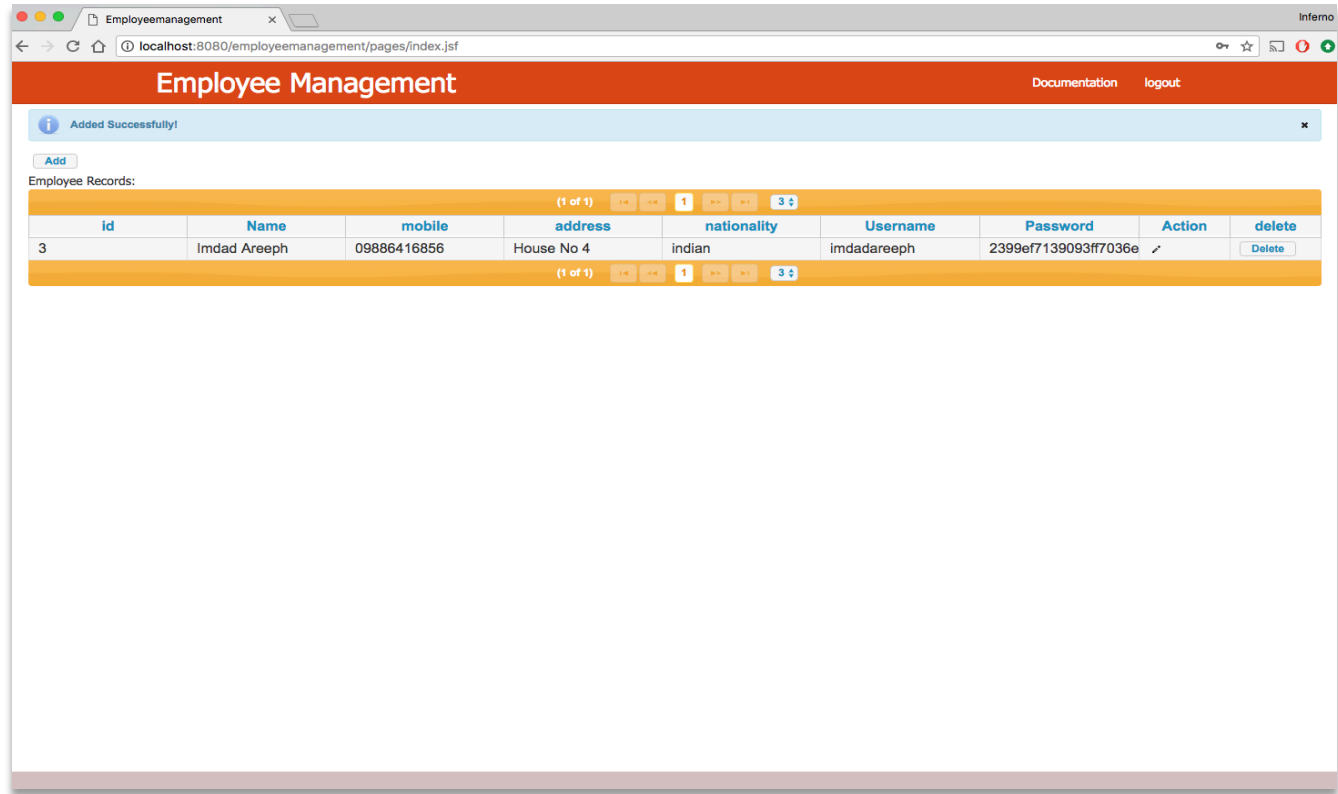 Employeemanagement
Inferno
localhost:8080/employeemanagement/pages/index.jsf
Employee Management Documentation logout
Added Successfully!
Add
Employee Records:
(1 of 1) 1 3
id Name mobile address nationality Username Password Action delete
3 Imdad Areeph 09886416856 House No 4 indian imdadareeph 2399ef7139093ff7036e Delete
(1 of 1) 1 3